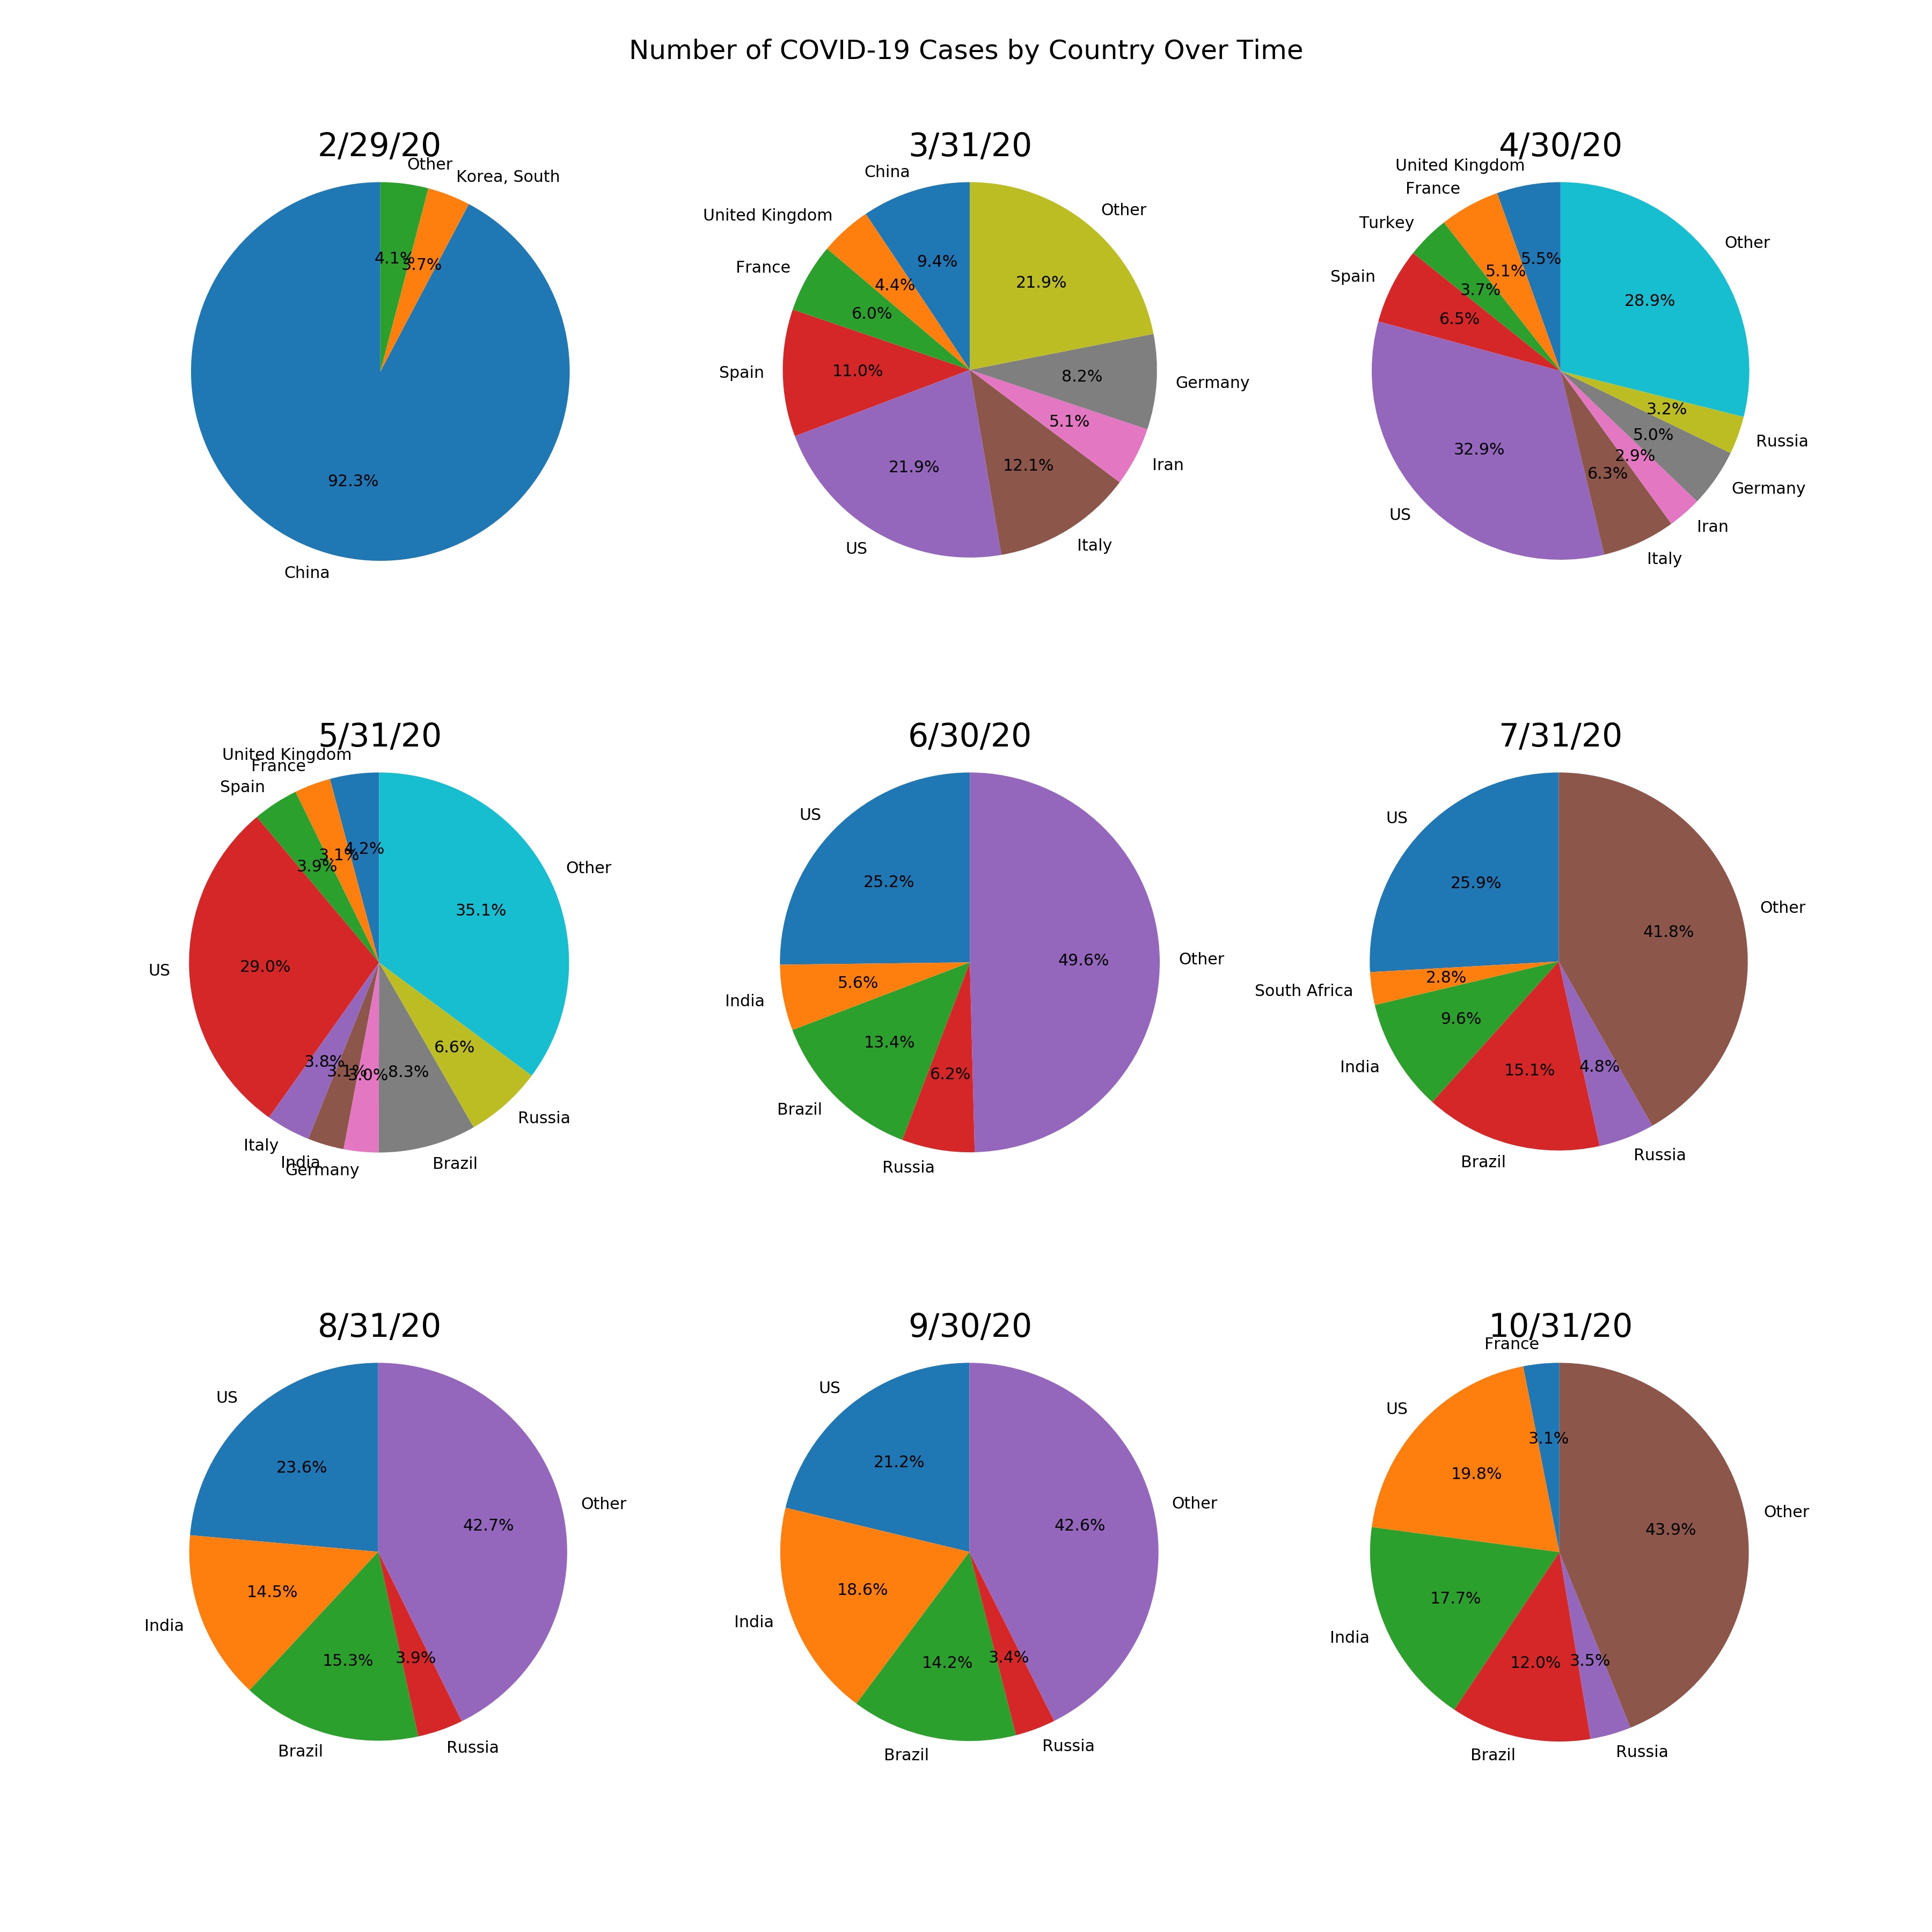 Number of COVID-19 Cases by Country Over Time
2/29/20
Other
Korea, South
4.1%
3.7%
92.3%
China
3/31/20
China
United Kingdom
Other
France
9.4%
4.4%
21.9%
6.0%
Spain
11.0%
8.2%
Germany
5.1%
21.9%
12.1%
Iran
US
Italy
4/30/20
United Kingdom
France
Turkey
Other
Spain
5.5%
5.1%
3.7%
28.9%
6.5%
3.2%
32.9%
5.0%
Russia
2.9%
6.3%
Germany
US
Iran
Italy
5/31/20
United Kingdom
France
Spain
4.2%
3.1%
3.9%
Other
35.1%
US
29.0%
6.6%
3.8%
3.1%
3.0%
8.3%
Russia
Italy
India
Germany
Brazil
6/30/20
US
25.2%
49.6%
Other
India
5.6%
13.4%
6.2%
Brazil
Russia
7/31/20
US
25.9%
Other
41.8%
South Africa
2.8%
9.6%
India
15.1%
4.8%
Brazil
Russia
8/31/20
US
23.6%
Other
42.7%
14.5%
India
15.3%
3.9%
Brazil
Russia
9/30/20
US
21.2%
Other
42.6%
18.6%
India
14.2%
3.4%
Brazil
Russia
10/31/20
France
US
3.1%
19.8%
Other
43.9%
17.7%
India
12.0%
3.5%
Brazil
Russia